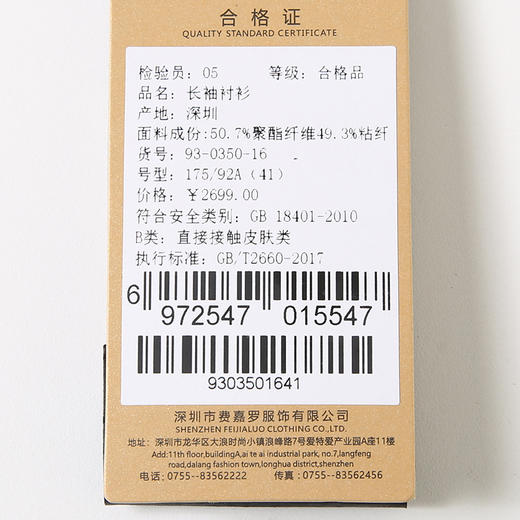 合格证
QUALITY STANDARD CERTIFICATE
检验员: 05 等级: 合格品
品名: 长袖衬衫
产地: 深圳
面料成份:50.7%聚酯纤维49.3%粘纤
货号: 93-0350-16
号型: 175/92A (41)
价格: ￥2699.00
符合安全类别: GB 18401-2010
B类: 直接接触皮肤类
执行标准: GB/T2660-2017
6 972547 015547
9303501641
深圳市费嘉罗服饰有限公司
SHENZHEN FEIJIALUO CLOTHING CO.,LTD
地址: 深圳市龙华区大浪时尚小镇浪峰路7号爱特爱产业园A座11楼
Add:11th floor,buildingA,ai te ai industrial park, no.7,langfeng
road,dalang fashion town,longhua district,shenzhen
电话: 0755--83562222 传真: 0755--83562456